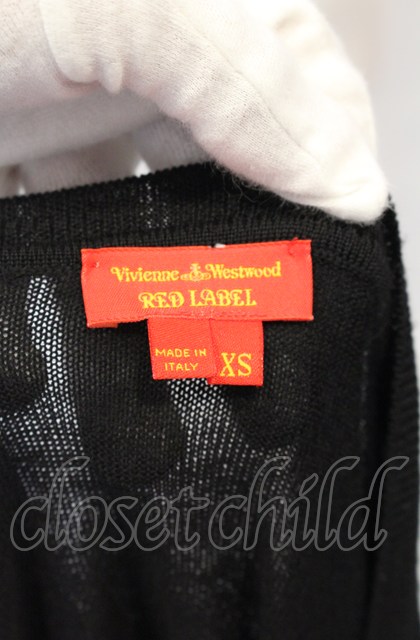 Vivienne Westwood
RED LABEL
MADE IN
ITALY
XS
closetchild